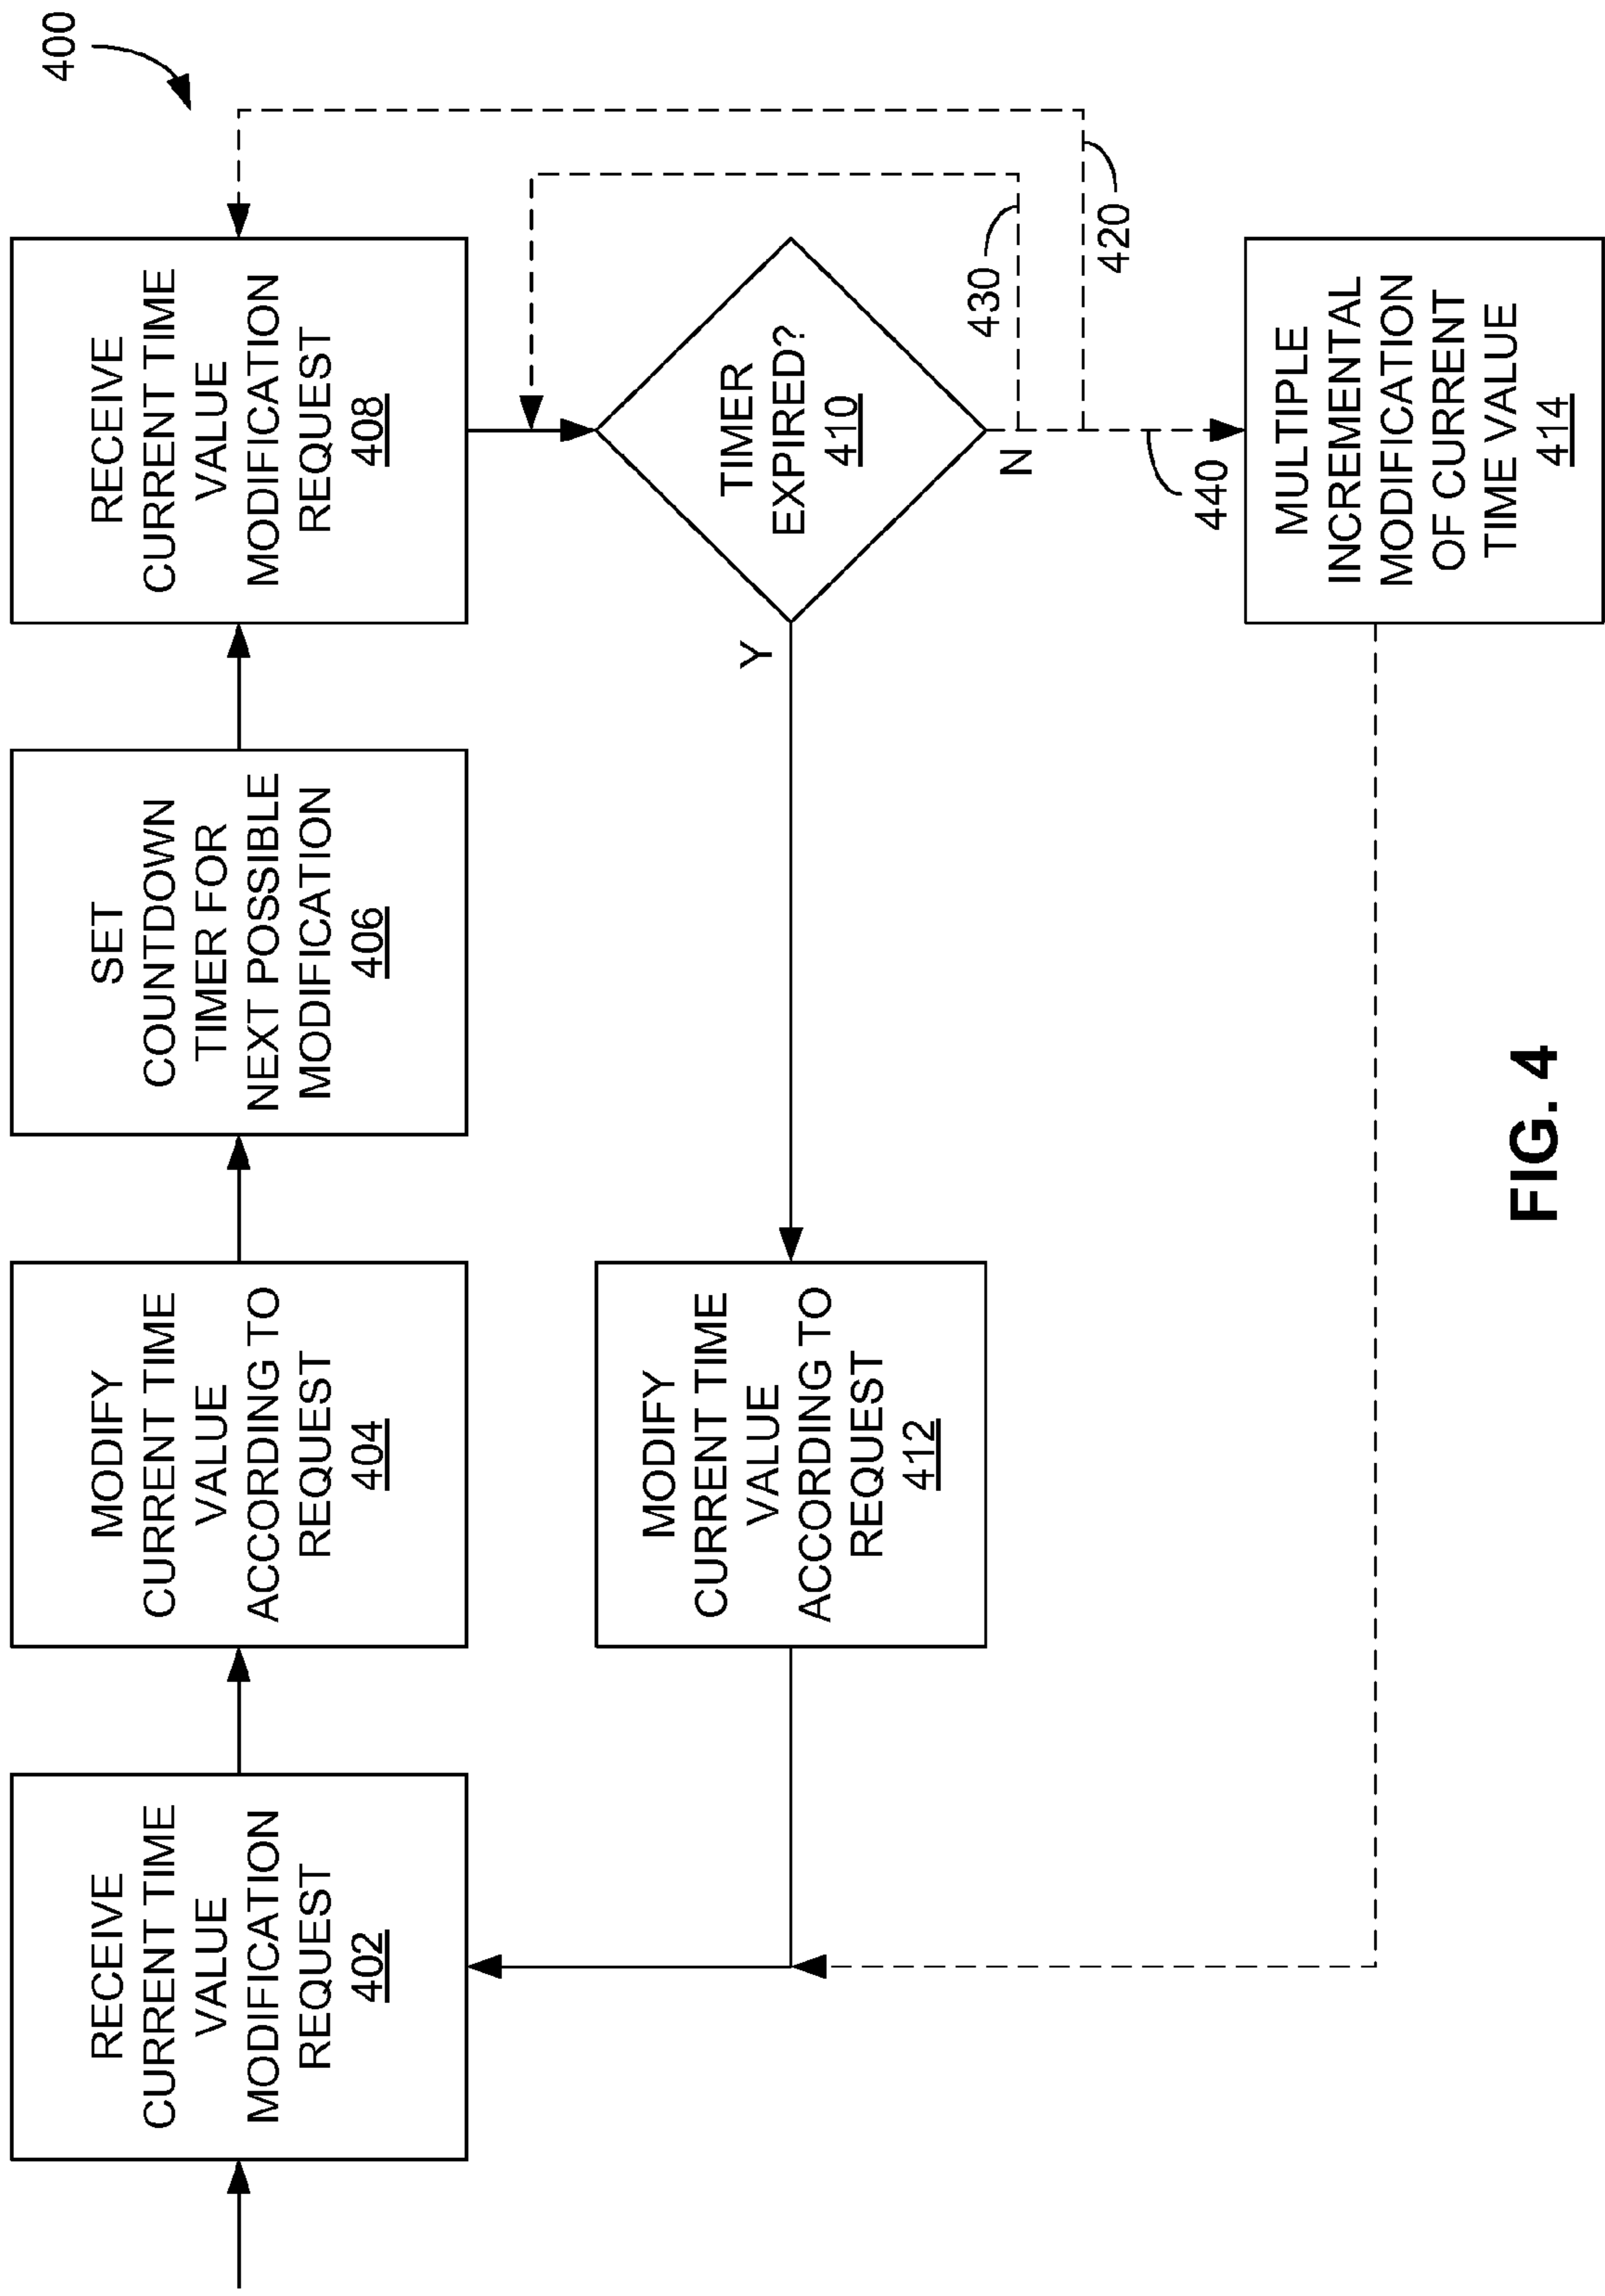 400
RECEIVE
CURRENT TIME
VALUE
MODIFICATION
REQUEST
402
MODIFY
CURRENT TIME
VALUE
ACCORDING TO
REQUEST
404
SET
COUNTDOWN
TIMER FOR
NEXT POSSIBLE
MODIFICATION
406
RECEIVE
CURRENT TIME
VALUE
MODIFICATION
REQUEST
408
MODIFY
CURRENT TIME
VALUE
ACCORDING TO
REQUEST
412
Y
TIMER
EXPIRED?
410
N
430
420
440
MULTIPLE
INCREMENTAL
MODIFICATION
OF CURRENT
TIME VALUE
414
FIG. 4